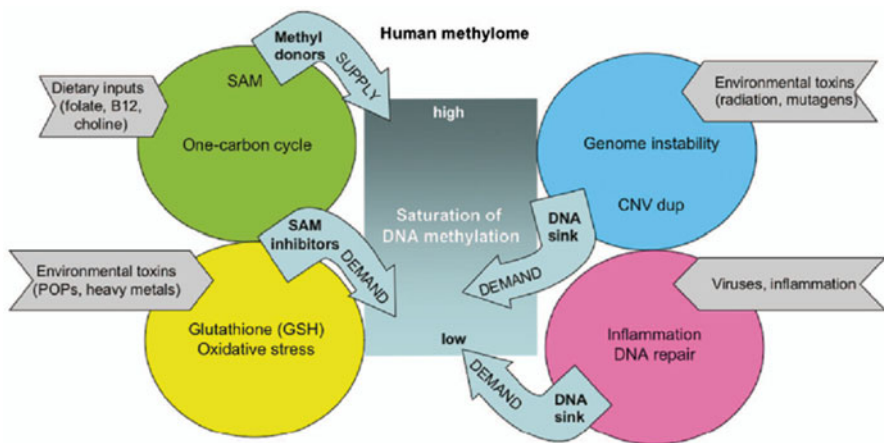 Human methylome
Methyl
donors
SUPPLY
Dietary inputs
(folate, B12,
choline)
SAM
One-carbon cycle
high
Saturation of
DNA methylation
low
Environmental toxins
(radiation, mutagens)
Genome instability
CNV dup
DNA
sink
DEMAND
SAM
inhibitors
DEMAND
Environmental toxins
(POPs, heavy metals)
Glutathione (GSH)
Oxidative stress
Viruses, inflammation
Inflammation
DNA repair
DEMAND
DNA
sink